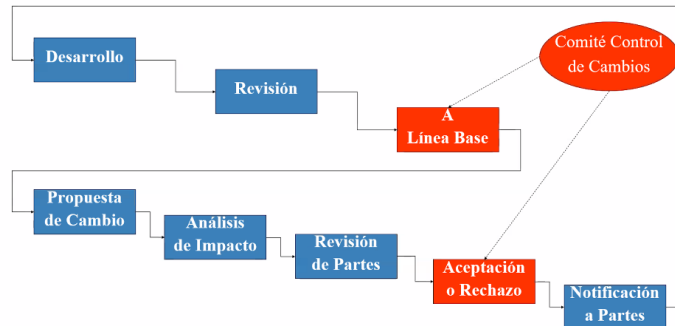 Desarrollo
Revisión
A
Línea Base
Comité Control
de Cambios
Propuesta
de Cambio
Análisis
de Impacto
Revisión
de Partes
Aceptación
o Rechazo
Notificación
a Partes